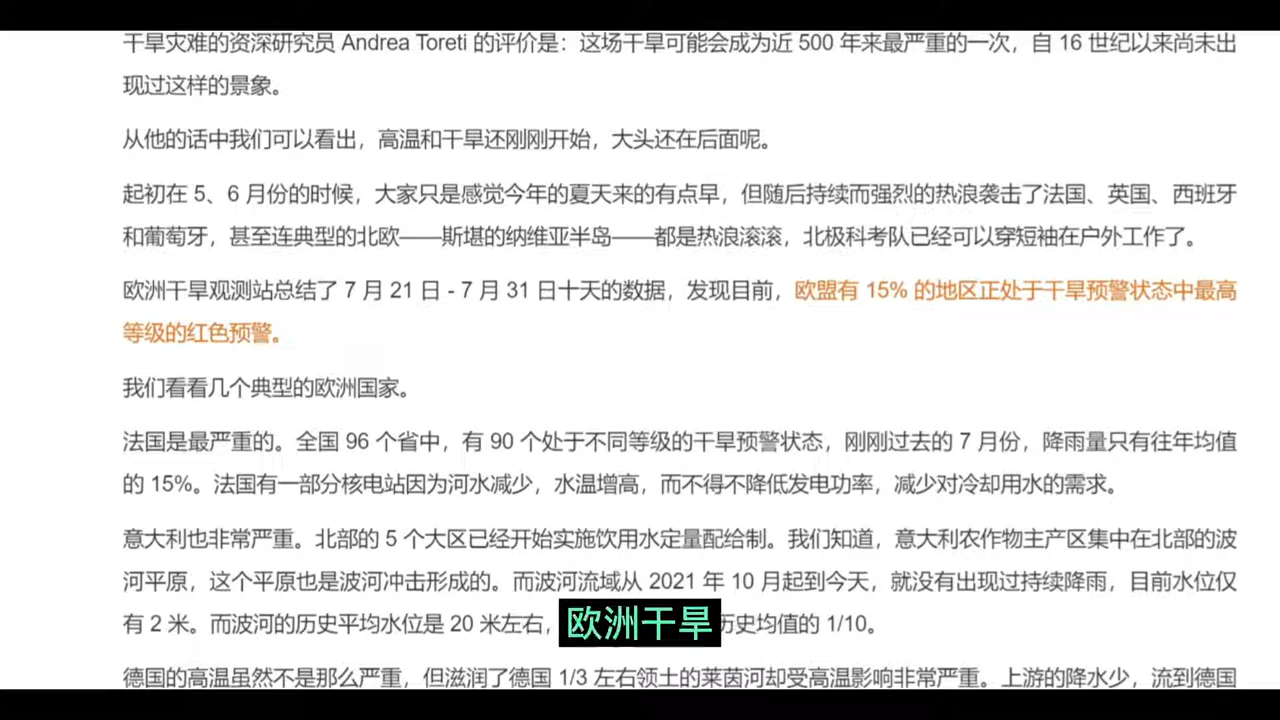 干旱灾难的资深研究员 Andrea Toreti 的评价是：这场干旱可能会成为近 500 年来最严重的一次，自 16 世纪以来尚未出
现过这样的景象。
从他的话中我们可以看出，高温和干旱还刚刚开始，大头还在后面呢。
起初在 5、6 月份的时候，大家只是感觉今年的夏天来的有点早，但随后持续而强烈的热浪袭击了法国、英国、西班牙
和葡萄牙，甚至连典型的北欧——斯堪的纳维亚半岛——都是热浪滚滚，北极科考队已经可以穿短袖在户外工作了。
欧洲干旱观测站总结了 7 月 21 日 - 7 月 31 日十天的数据，发现目前，欧盟有 15% 的地区正处于干旱预警状态中最高
等级的红色预警。
我们看看几个典型的欧洲国家。
法国是最严重的。全国 96 个省中，有 90 个处于不同等级的干旱预警状态，刚刚过去的 7 月份，降雨量只有往年均值
的 15%。法国有一部分核电站因为河水减少，水温增高，而不得不降低发电功率，减少对冷却用水的需求。
意大利也非常严重。北部的 5 个大区已经开始实施饮用水定量配给制。我们知道，意大利农作物主产区集中在北部的波
河平原，这个平原也是波河冲击形成的。而波河流域从 2021 年 10 月起到今天，就没有出现过持续降雨，目前水位仅
有 2 米。而波河的历史平均水位是 20 米左右，
欧洲干旱
历史均值的 1/10。
德国的高温虽然不是那么严重，但滋润了德国 1/3 左右领土的莱茵河却受高温影响非常严重。上游的降水少，流到德国